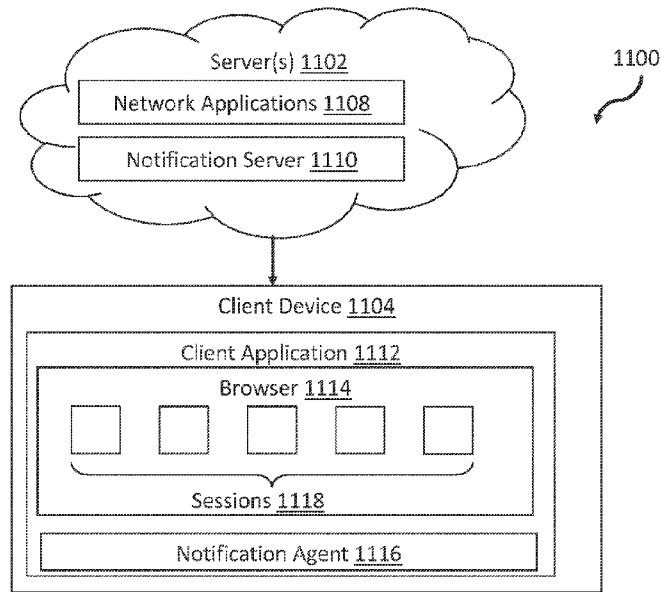 Server(s) 1102
1100
Network Applications 1108
Notification Server 1110
Client Device 1104
Client Application 1112
Browser 1114
Sessions 1118
Notification Agent 1116